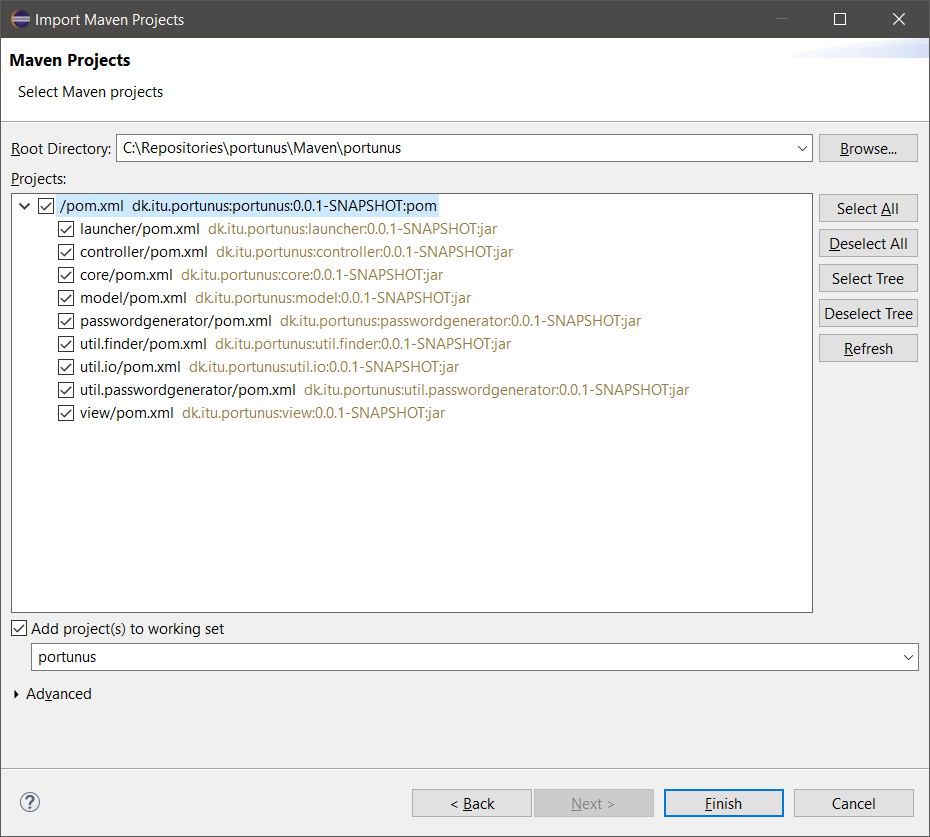 Import Maven Projects
Maven Projects
Select Maven projects
Root Directory: C:\Repositories\portunus\Maven\portunus Browse...
Projects:
/pom.xml dk.itu.portunus:portunus:0.0.1-SNAPSHOT:pom
launcher/pom.xml dk.itu.portunus:launcher:0.0.1-SNAPSHOT:jar
controller/pom.xml dk.itu.portunus:controller:0.0.1-SNAPSHOT:jar
core/pom.xml dk.itu.portunus:core:0.0.1-SNAPSHOT:jar
model/pom.xml dk.itu.portunus:model:0.0.1-SNAPSHOT:jar
passwordgenerator/pom.xml dk.itu.portunus:passwordgenerator:0.0.1-SNAPSHOT:jar
util.finder/pom.xml dk.itu.portunus:util.finder:0.0.1-SNAPSHOT:jar
util.io/pom.xml dk.itu.portunus:util.io:0.0.1-SNAPSHOT:jar
util.passwordgenerator/pom.xml dk.itu.portunus:util.passwordgenerator:0.0.1-SNAPSHOT:jar
view/pom.xml dk.itu.portunus:view:0.0.1-SNAPSHOT:jar
Select All
Deselect All
Select Tree
Deselect Tree
Refresh
Add project(s) to working set
portunus
Advanced
? < Back Next > Finish Cancel